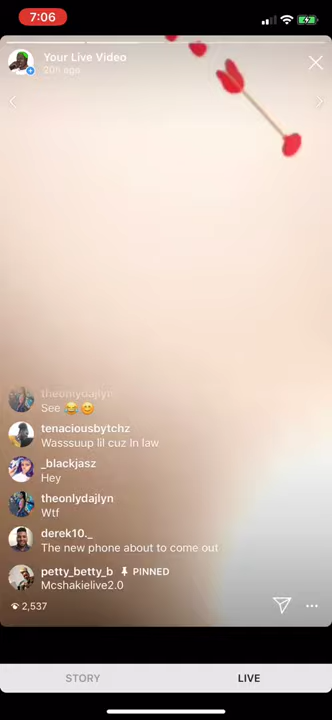 7:06
Your Live Video
20h ago
theonlydajlyn
See 😂 😊
tenaciousbytchz
Wasssuup lil cuz In law
_blackjasz
Hey
theonlydajlyn
Wtf
derek10._
The new phone about to come out
petty_betty_b PINNED
Mcshakielive2.0
2,537
STORY LIVE